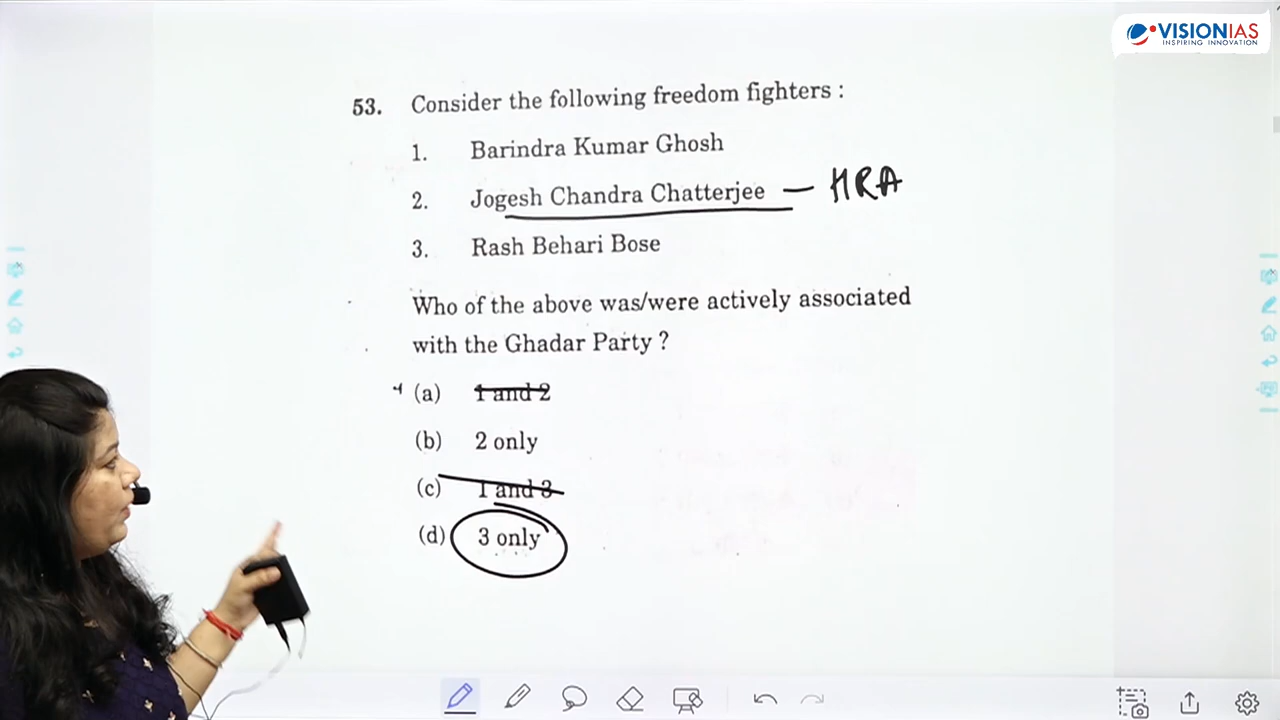 VISIONIAS
INSPIRING INNOVATION
53. Consider the following freedom fighters :
1. Barindra Kumar Ghosh
2. Jogesh Chandra Chatterjee — HRA
3. Rash Behari Bose
Who of the above was/were actively associated
with the Ghadar Party ?
(a) 1 and 2
(b) 2 only
(c) 1 and 3
(d) 3 only